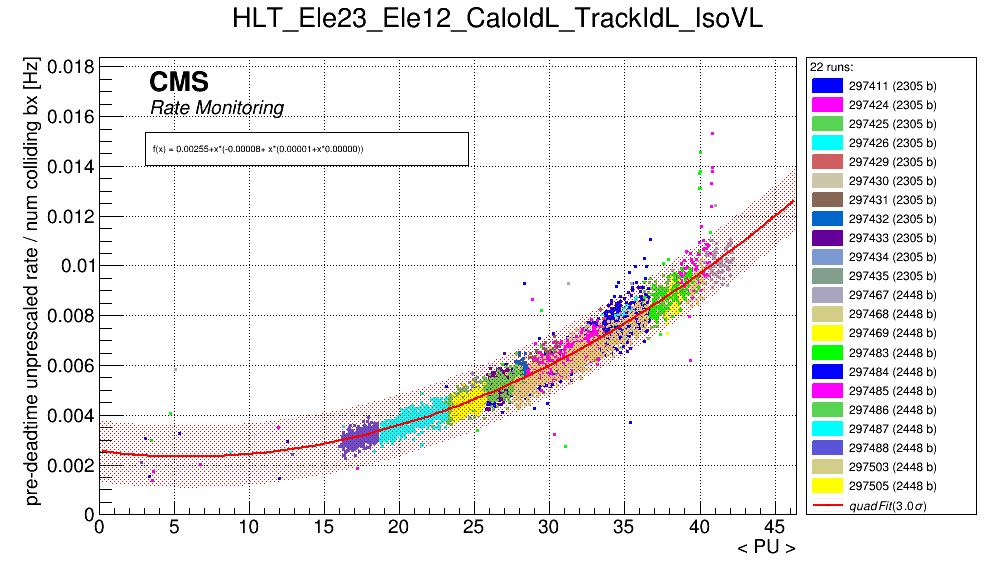 HLT_Ele23_Ele12_CaloIdL_TrackIdL_IsoVL
pre-deadtime unprescaled rate / num colliding bx [Hz]
0.018
0.016
0.014
0.012
0.01
0.008
0.006
0.004
0.002
0
CMS
Rate Monitoring
f(x) = 0.00255+x*(-0.00008+ x*(0.00001+x*0.00000))
0 5 10 15 20 25 30 35 40 45
< PU >
22 runs:
297411 (2305 b)
297424 (2305 b)
297425 (2305 b)
297426 (2305 b)
297429 (2305 b)
297430 (2305 b)
297431 (2305 b)
297432 (2305 b)
297433 (2305 b)
297434 (2305 b)
297435 (2305 b)
297467 (2448 b)
297468 (2448 b)
297469 (2448 b)
297483 (2448 b)
297484 (2448 b)
297485 (2448 b)
297486 (2448 b)
297487 (2448 b)
297488 (2448 b)
297503 (2448 b)
297505 (2448 b)
quadFit(3.0σ)